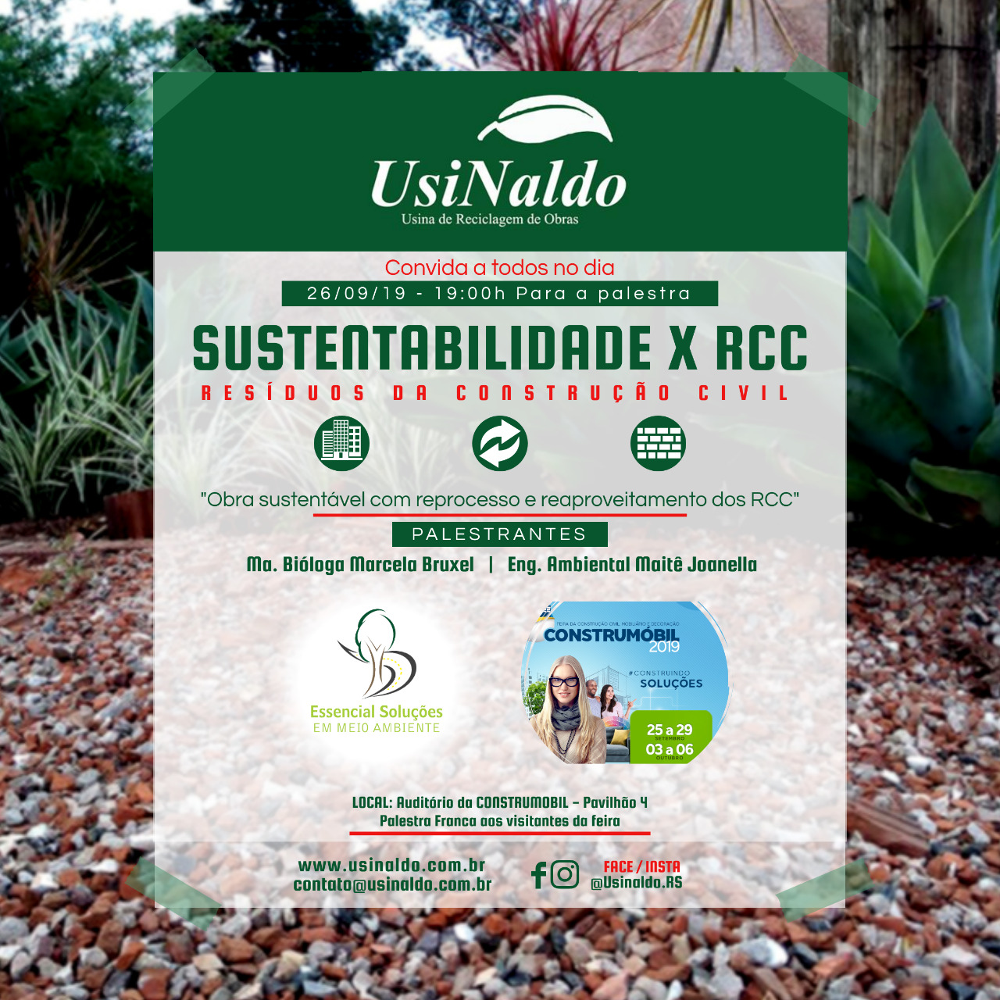 UsiNaldo
Usina de Reciclagem de Obras
Convida a todos no dia
26/09/19 - 19:00h Para a palestra
SUSTENTABILIDADE X RCC
RESÍDUOS DA CONSTRUÇÃO CIVIL
"Obra sustentável com reprocesso e reaproveitamento dos RCC"
PALESTRANTES
Ma. Bióloga Marcela Bruxel | Eng. Ambiental Maitê Joanella
Essencial Soluções
EM MEIO AMBIENTE
FEIRA DA CONSTRUÇÃO CIVIL, MOBILIÁRIO E DECORAÇÃO
CONSTRUMÓBIL
2019
#CONSTRUINDO
SOLUÇÕES
25 a 29
SETEMBRO
03 a 06
OUTUBRO
LOCAL: Auditório da CONSTRUMOBIL - Pavilhão 4
Palestra Franca aos visitantes da feira
www.usinaldo.com.br
contato@usinaldo.com.br
FACE / INSTA
@Usinaldo.RS